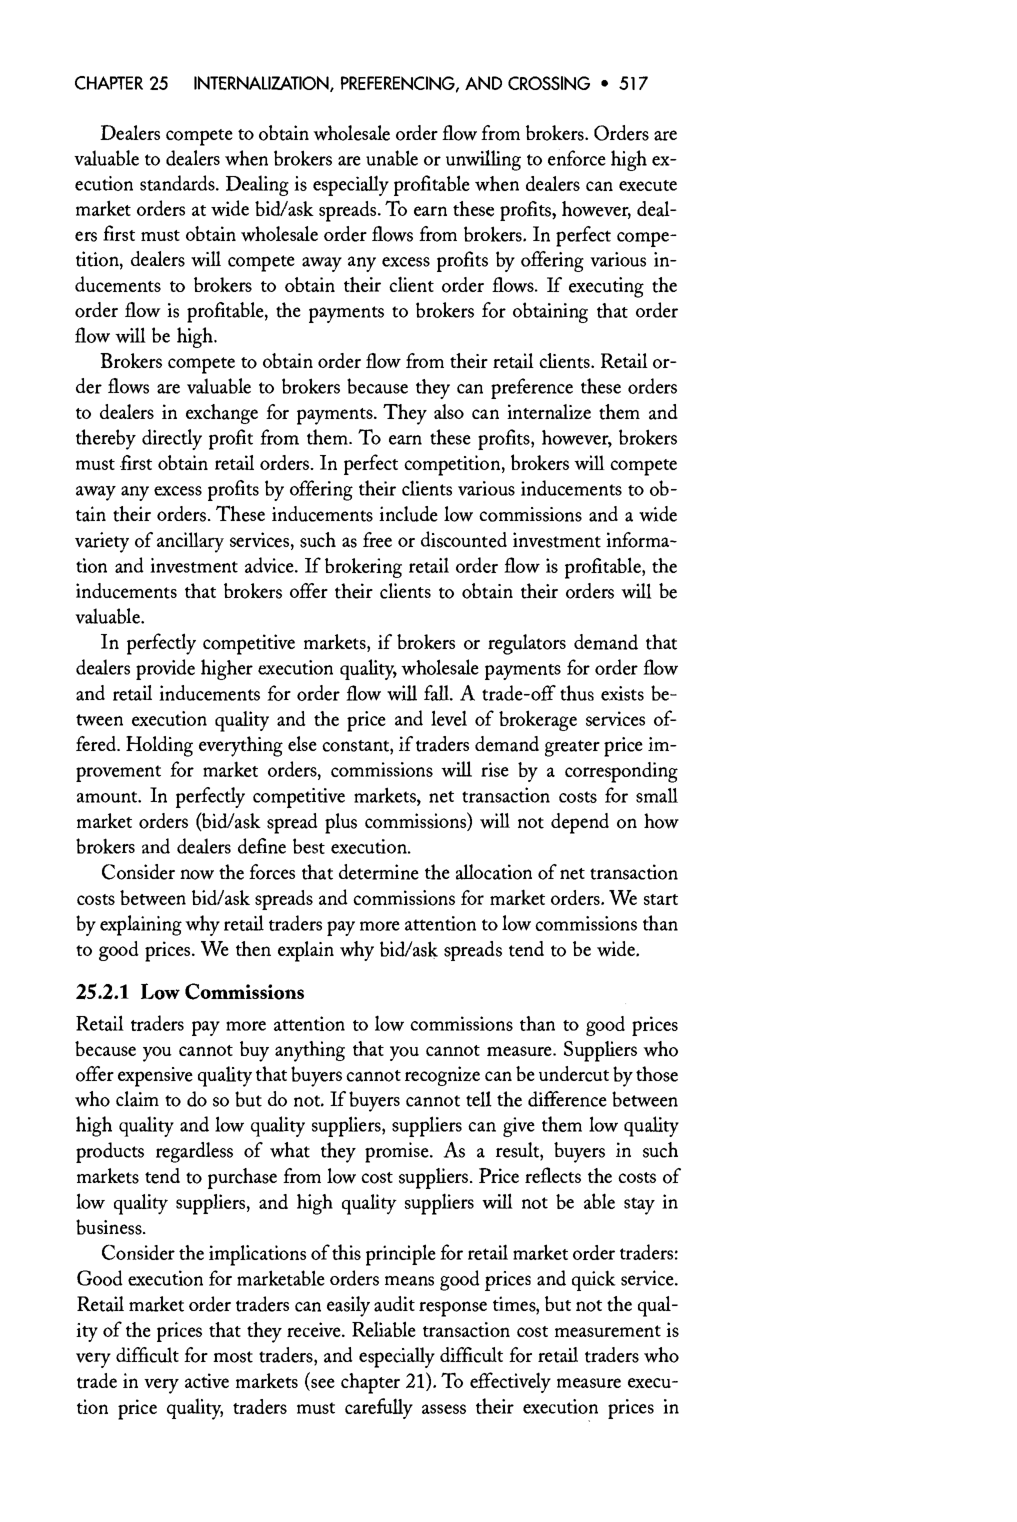 CHAPTER 25 INTERNALIZATION, PREFERENCING, AND CROSSING • 517
Dealers compete to obtain wholesale order flow from brokers. Orders are
valuable to dealers when brokers are unable or unwilling to enforce high ex-
ecution standards. Dealing is especially profitable when dealers can execute
market orders at wide bid/ask spreads. To earn these profits, however, deal-
ers first must obtain wholesale order flows from brokers. In perfect compe-
tition, dealers will compete away any excess profits by offering various in-
ducements to brokers to obtain their client order flows. If executing the
order flow is profitable, the payments to brokers for obtaining that order
flow will be high.
Brokers compete to obtain order flow from their retail clients. Retail or-
der flows are valuable to brokers because they can preference these orders
to dealers in exchange for payments. They also can internalize them and
thereby directly profit from them. To earn these profits, however, brokers
must first obtain retail orders. In perfect competition, brokers will compete
away any excess profits by offering their clients various inducements to ob-
tain their orders. These inducements include low commissions and a wide
variety of ancillary services, such as free or discounted investment informa-
tion and investment advice. If brokering retail order flow is profitable, the
inducements that brokers offer their clients to obtain their orders will be
valuable.
In perfectly competitive markets, if brokers or regulators demand that
dealers provide higher execution quality, wholesale payments for order flow
and retail inducements for order flow will fall. A trade-off thus exists be-
tween execution quality and the price and level of brokerage services of-
fered. Holding everything else constant, if traders demand greater price im-
provement for market orders, commissions will rise by a corresponding
amount. In perfectly competitive markets, net transaction costs for small
market orders (bid/ask spread plus commissions) will not depend on how
brokers and dealers define best execution.
Consider now the forces that determine the allocation of net transaction
costs between bid/ask spreads and commissions for market orders. We start
by explaining why retail traders pay more attention to low commissions than
to good prices. We then explain why bid/ask spreads tend to be wide.
25.2.1 Low Commissions
Retail traders pay more attention to low commissions than to good prices
because you cannot buy anything that you cannot measure. Suppliers who
offer expensive quality that buyers cannot recognize can be undercut by those
who claim to do so but do not. If buyers cannot tell the difference between
high quality and low quality suppliers, suppliers can give them low quality
products regardless of what they promise. As a result, buyers in such
markets tend to purchase from low cost suppliers. Price reflects the costs of
low quality suppliers, and high quality suppliers will not be able stay in
business.
Consider the implications of this principle for retail market order traders:
Good execution for marketable orders means good prices and quick service.
Retail market order traders can easily audit response times, but not the qual-
ity of the prices that they receive. Reliable transaction cost measurement is
very difficult for most traders, and especially difficult for retail traders who
trade in very active markets (see chapter 21). To effectively measure execu-
tion price quality, traders must carefully assess their execution prices in